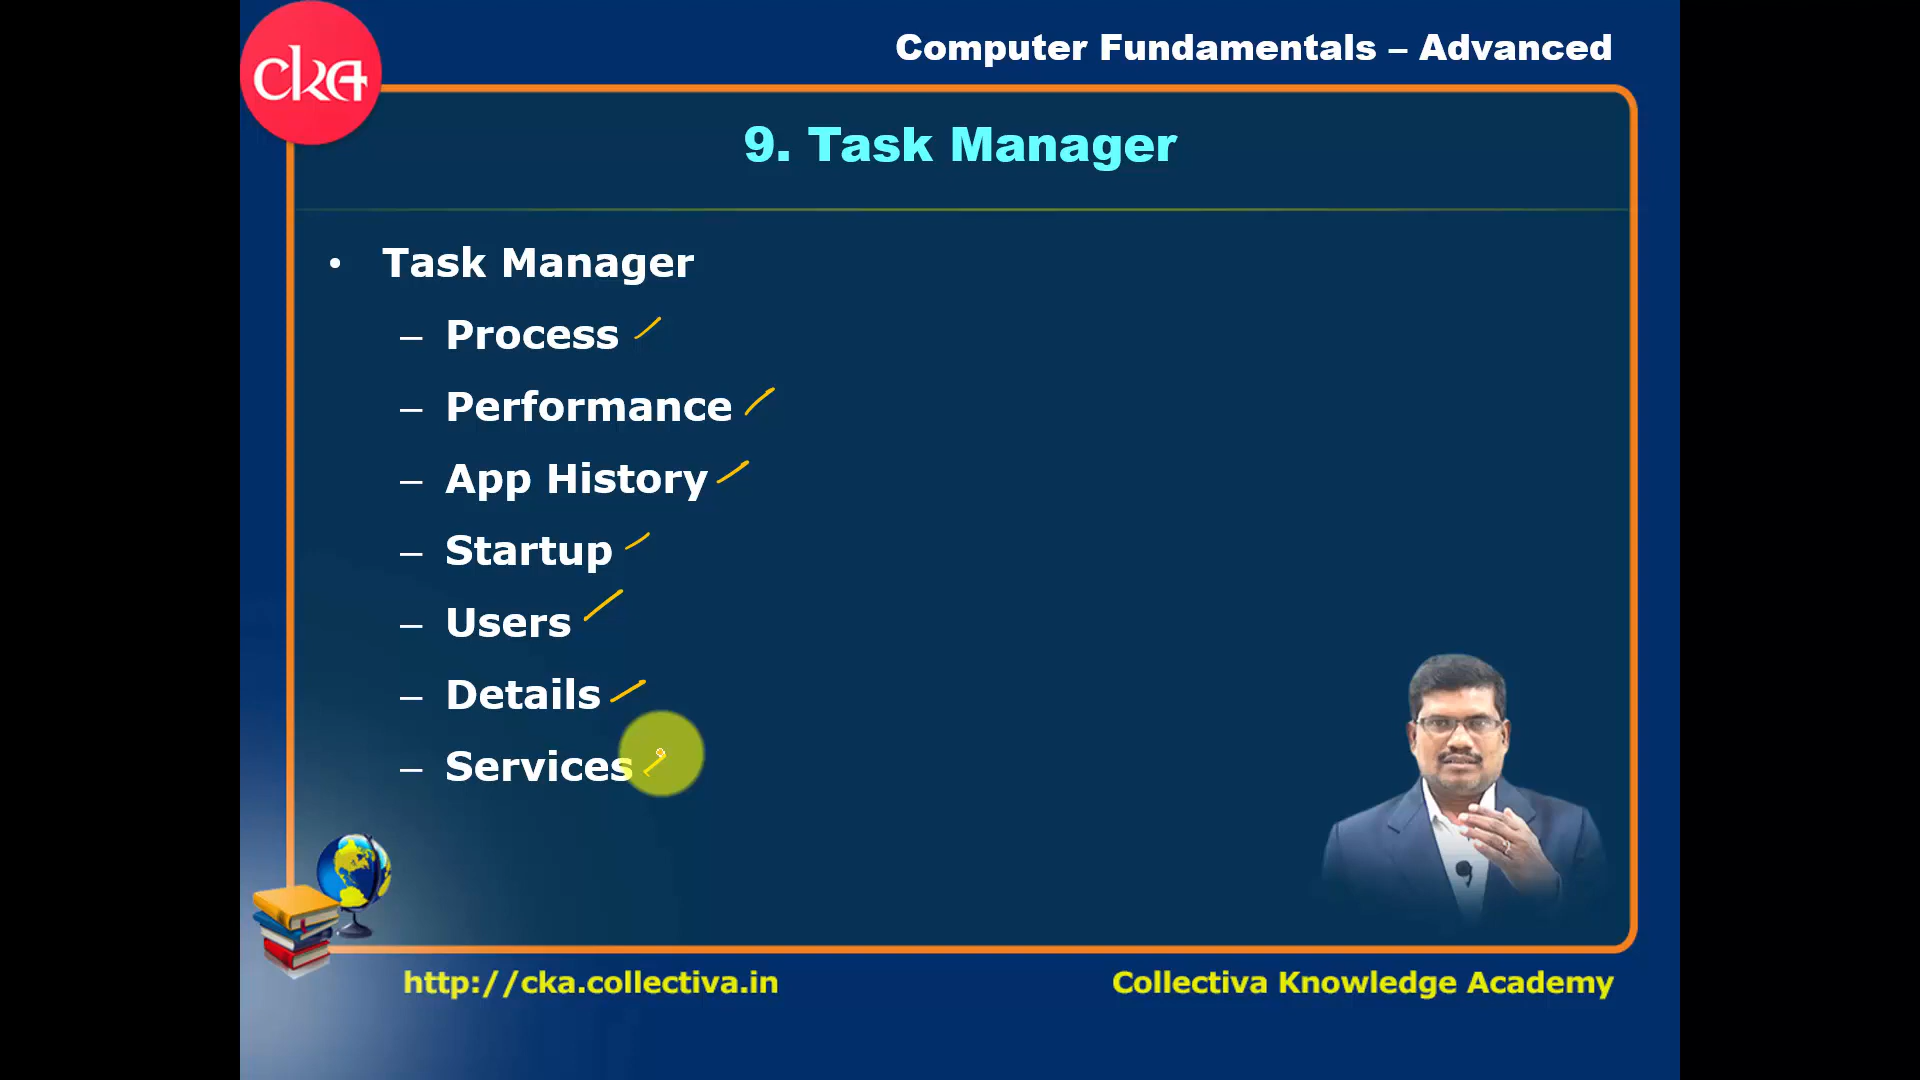 cka
Computer Fundamentals – Advanced
9. Task Manager
• Task Manager
– Process
– Performance
– App History
– Startup
– Users
– Details
– Services
http://cka.collectiva.in
Collectiva Knowledge Academy